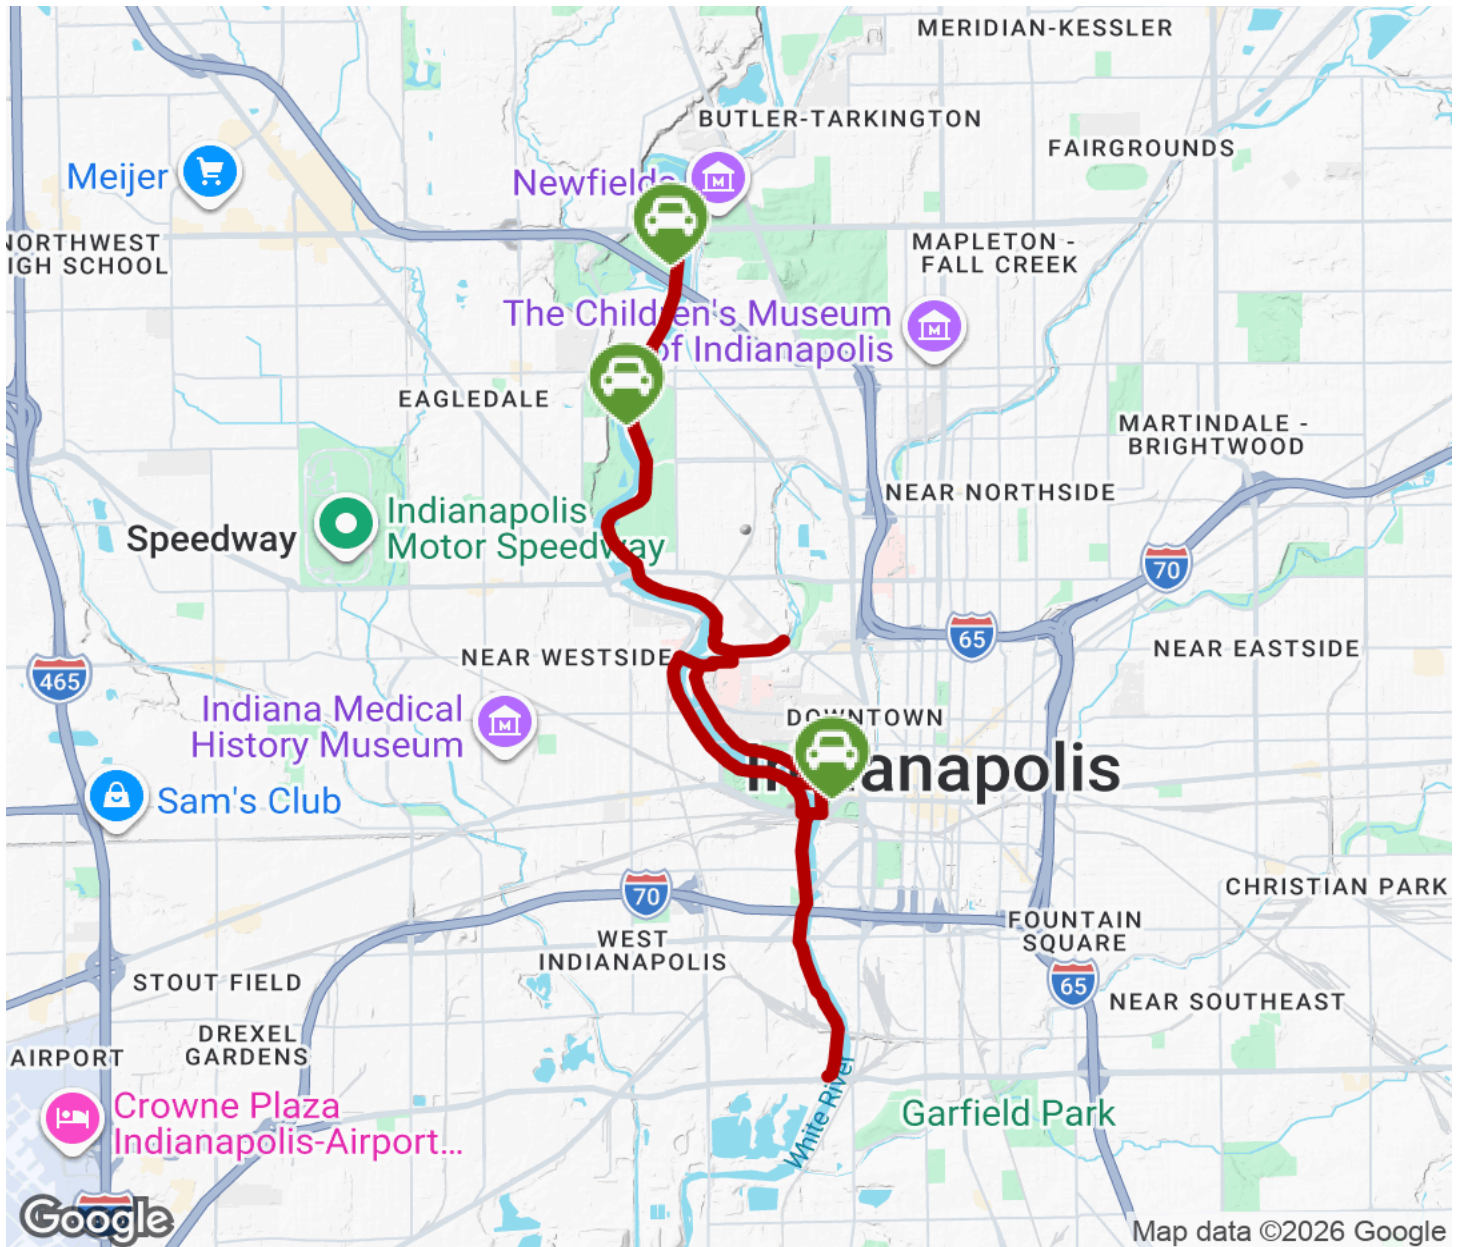 MERIDIAN-KESSLER
BUTLER-TARKINGTON
FAIRGROUNDS
Meijer
Newfields
NORTHWEST
IGH SCHOOL
MAPLETON -
FALL CREEK
The Children's Museum
of Indianapolis
EAGLEDALE
MARTINDALE -
BRIGHTWOOD
NEAR NORTHSIDE
Indianapolis
Motor Speedway
Speedway
70
65
NEAR WESTSIDE
NEAR EASTSIDE
465
Indiana Medical
History Museum
DOWNTOWN
Indianapolis
Sam's Club
70
CHRISTIAN PARK
FOUNTAIN
SQUARE
WEST
INDIANAPOLIS
STOUT FIELD
65
NEAR SOUTHEAST
DREXEL
GARDENS
AIRPORT
White River
Crowne Plaza
Indianapolis-Airport...
Garfield Park
Google
Map data ©2026 Google